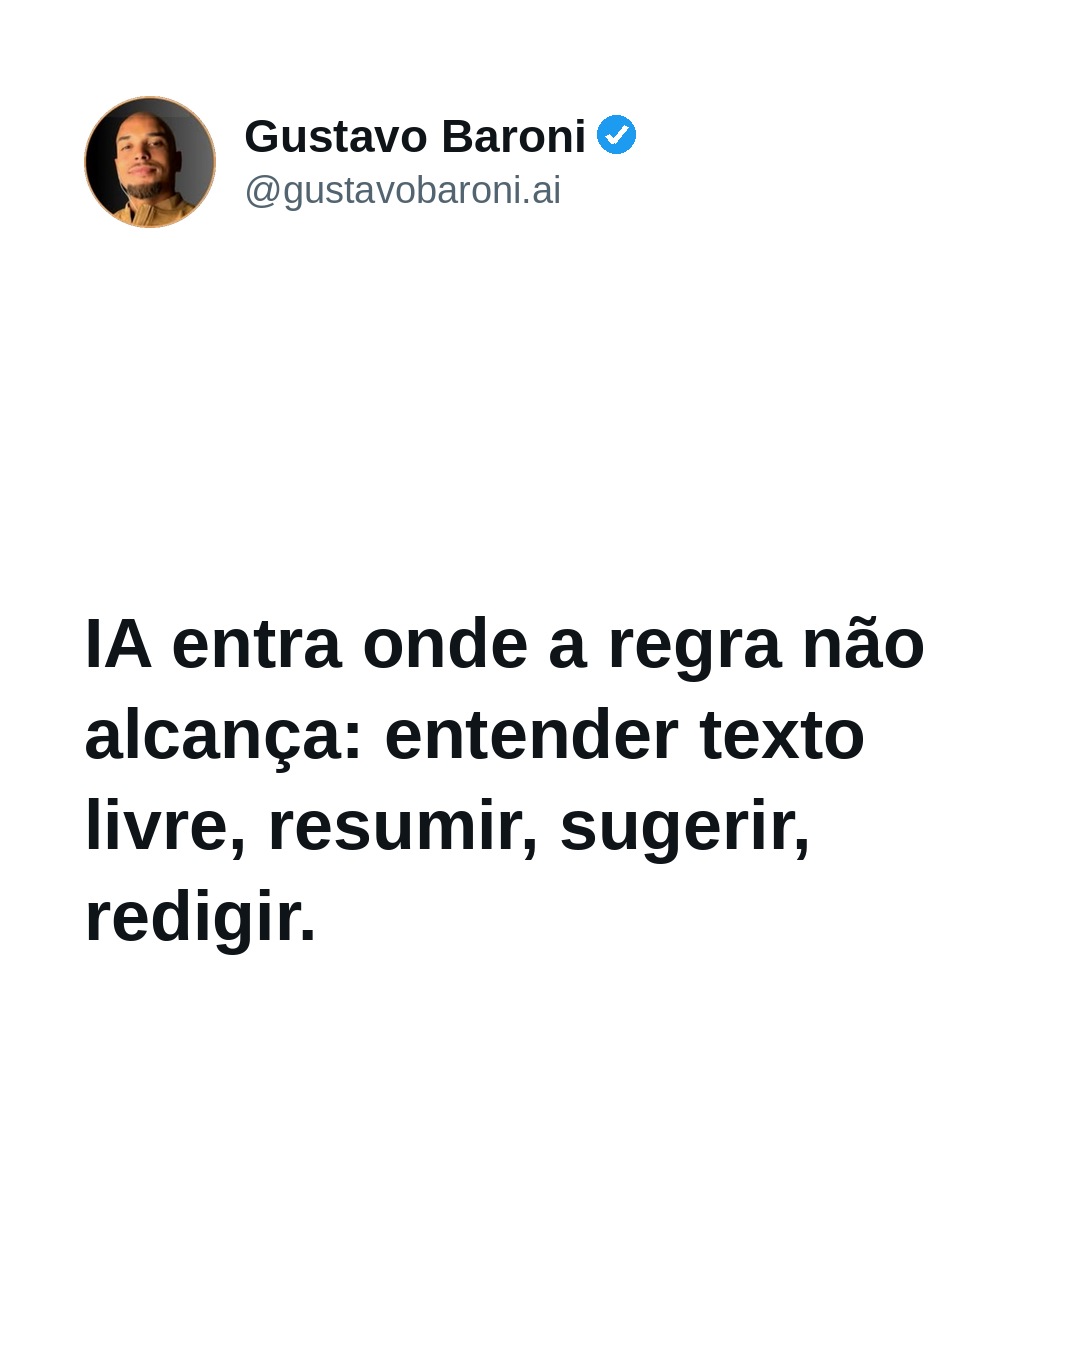 Gustavo Baroni
@gustavobaroni.ai
IA entra onde a regra não
alcança: entender texto
livre, resumir, sugerir,
redigir.